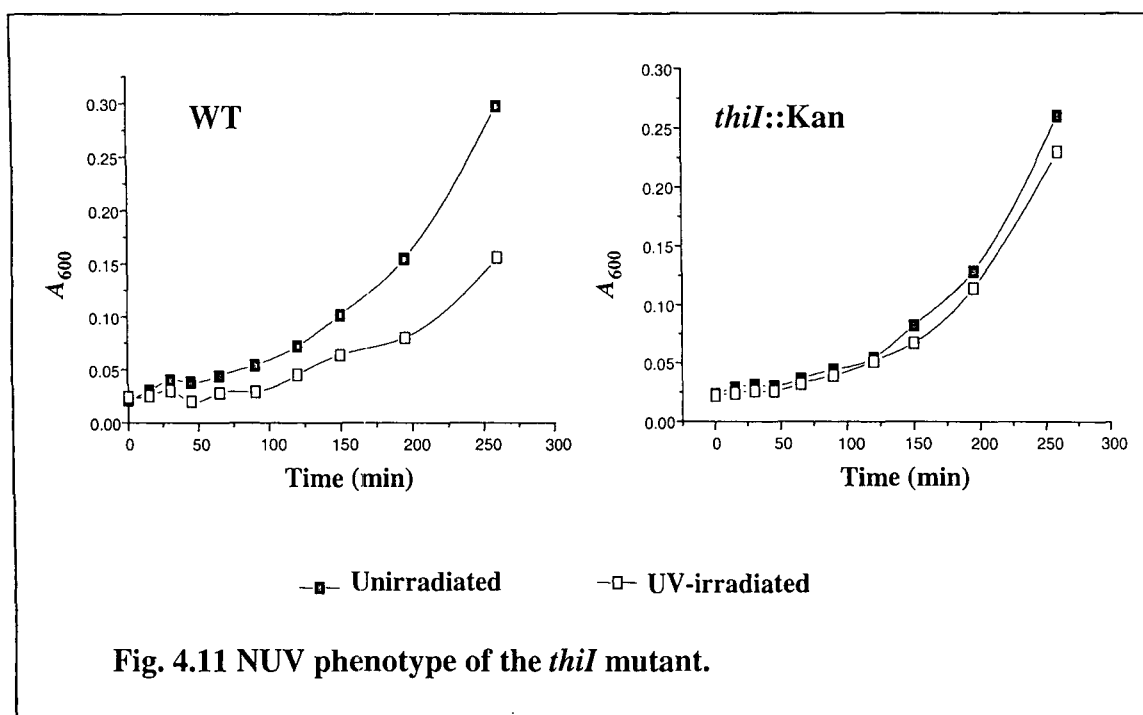 WT
0.30
0.25
0.20
0.15
0.10
0.05
0.00
A600
0 50 100 150 200 250 300
Time (min)
thiI::Kan
0.30
0.25
0.20
0.15
0.10
0.05
0.00
A600
0 50 100 150 200 250 300
Time (min)
Unirradiated UV-irradiated
Fig. 4.11 NUV phenotype of the thiI mutant.